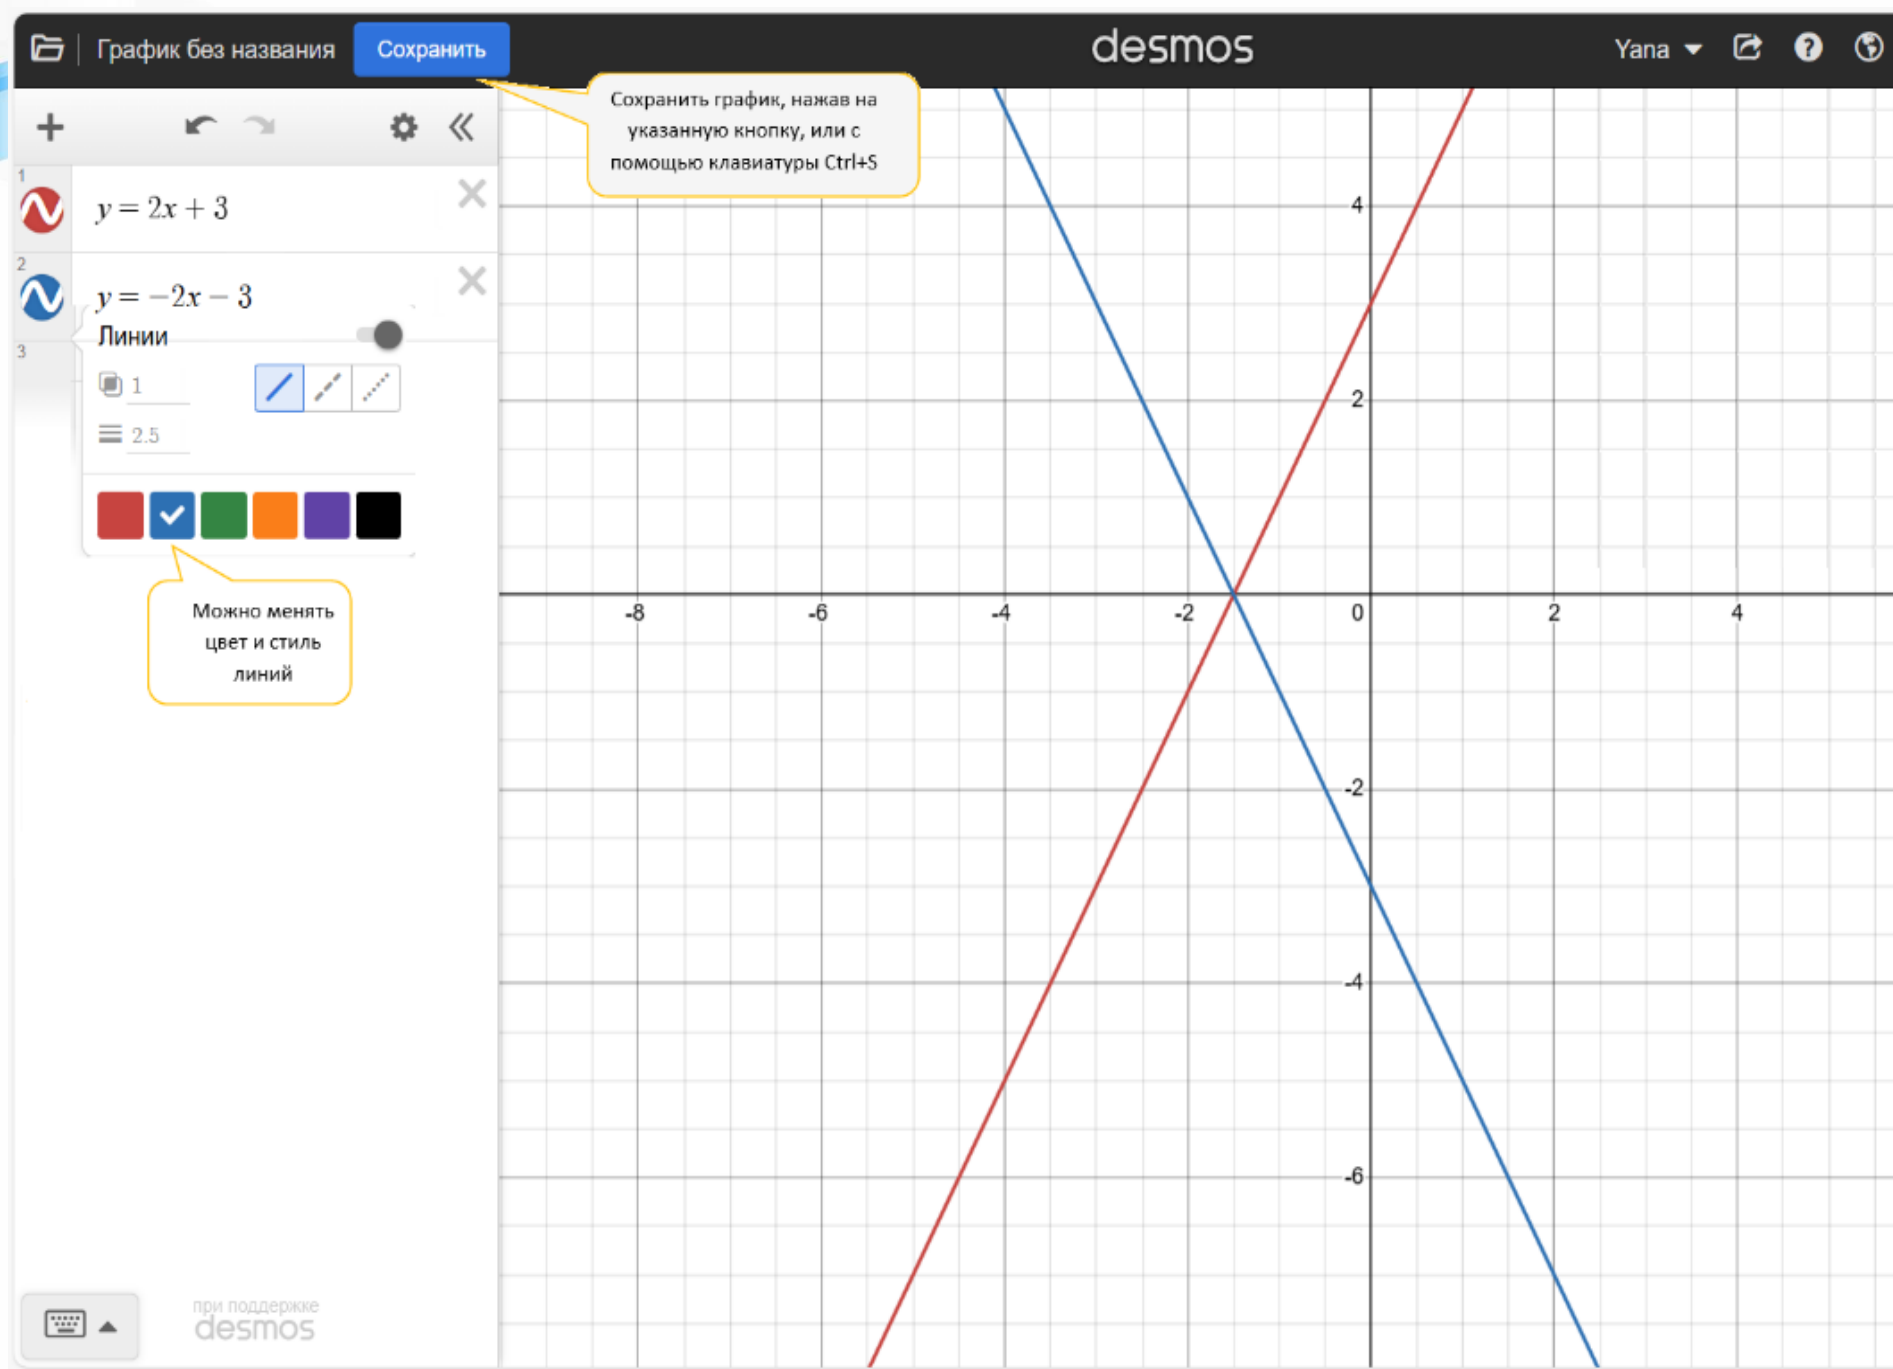 График без названия
Сохранить
desmos
Yana
Сохранить график, нажав на
указанную кнопку, или с
помощью клавиатуры Ctrl+S
1
y = 2x + 3
2
y = −2x − 3
3
Линии
1
2.5
Можно менять
цвет и стиль
линий
4
2
-8 -6 -4 -2 0 2 4
-2
-4
-6
при поддержке
desmos